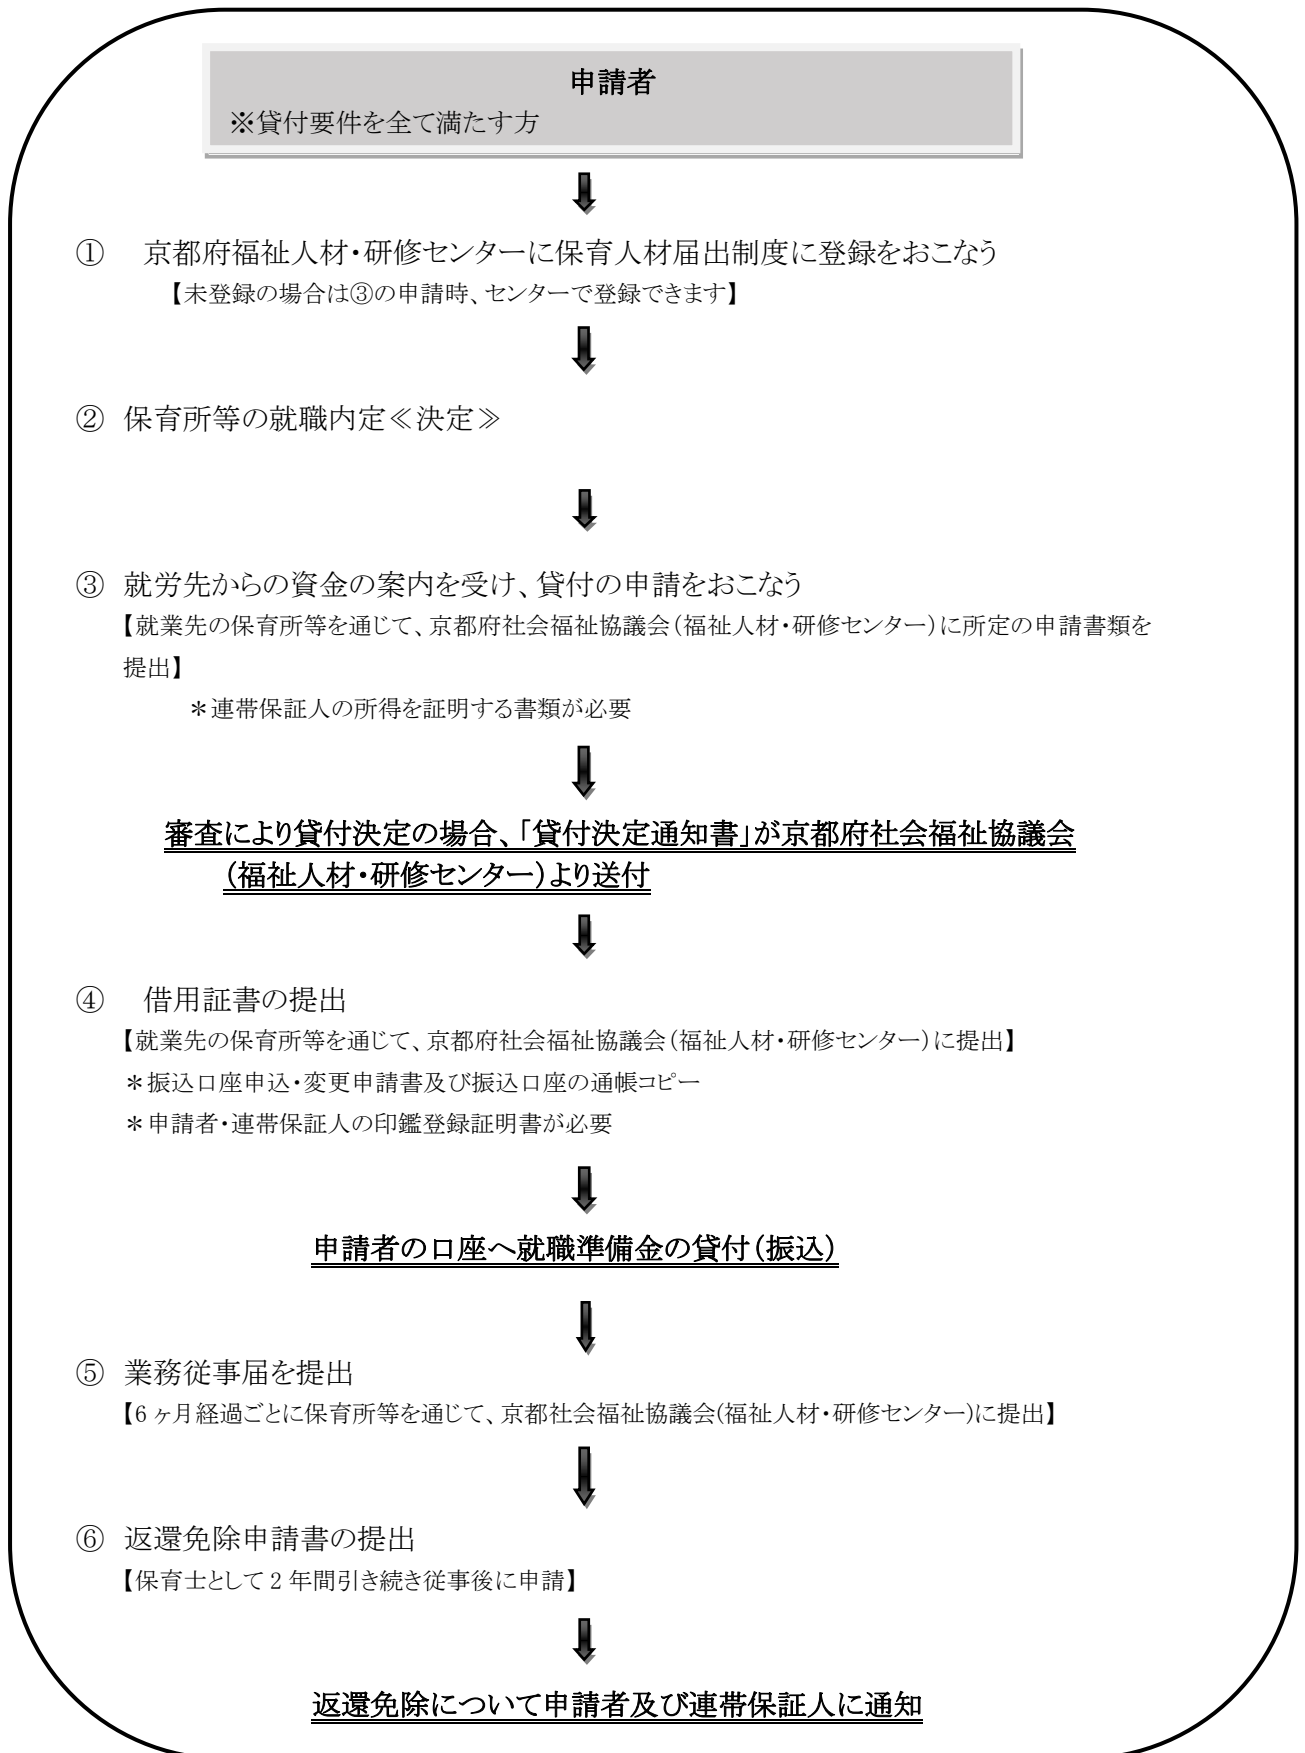 申請者
※貸付要件を全て満たす方
① 京都府福祉人材・研修センターに保育人材届出制度に登録をおこなう
【未登録の場合は③の申請時、センターで登録できます】
② 保育所等の就職内定≪決定≫
③ 就労先からの資金の案内を受け、貸付の申請をおこなう
【就業先の保育所等を通じて、京都府社会福祉協議会（福祉人材・研修センター）に所定の申請書類を
提出】
＊連帯保証人の所得を証明する書類が必要
審査により貸付決定の場合、「貸付決定通知書」が京都府社会福祉協議会
（福祉人材・研修センター）より送付
④ 借用証書の提出
【就業先の保育所等を通じて、京都府社会福祉協議会（福祉人材・研修センター）に提出】
＊振込口座申込・変更申請書及び振込口座の通帳コピー
＊申請者・連帯保証人の印鑑登録証明書が必要
申請者の口座へ就職準備金の貸付（振込）
⑤ 業務従事届を提出
【6 ヶ月経過ごとに保育所等を通じて、京都社会福祉協議会(福祉人材・研修センター)に提出】
⑥ 返還免除申請書の提出
【保育士として 2 年間引き続き従事後に申請】
返還免除について申請者及び連帯保証人に通知